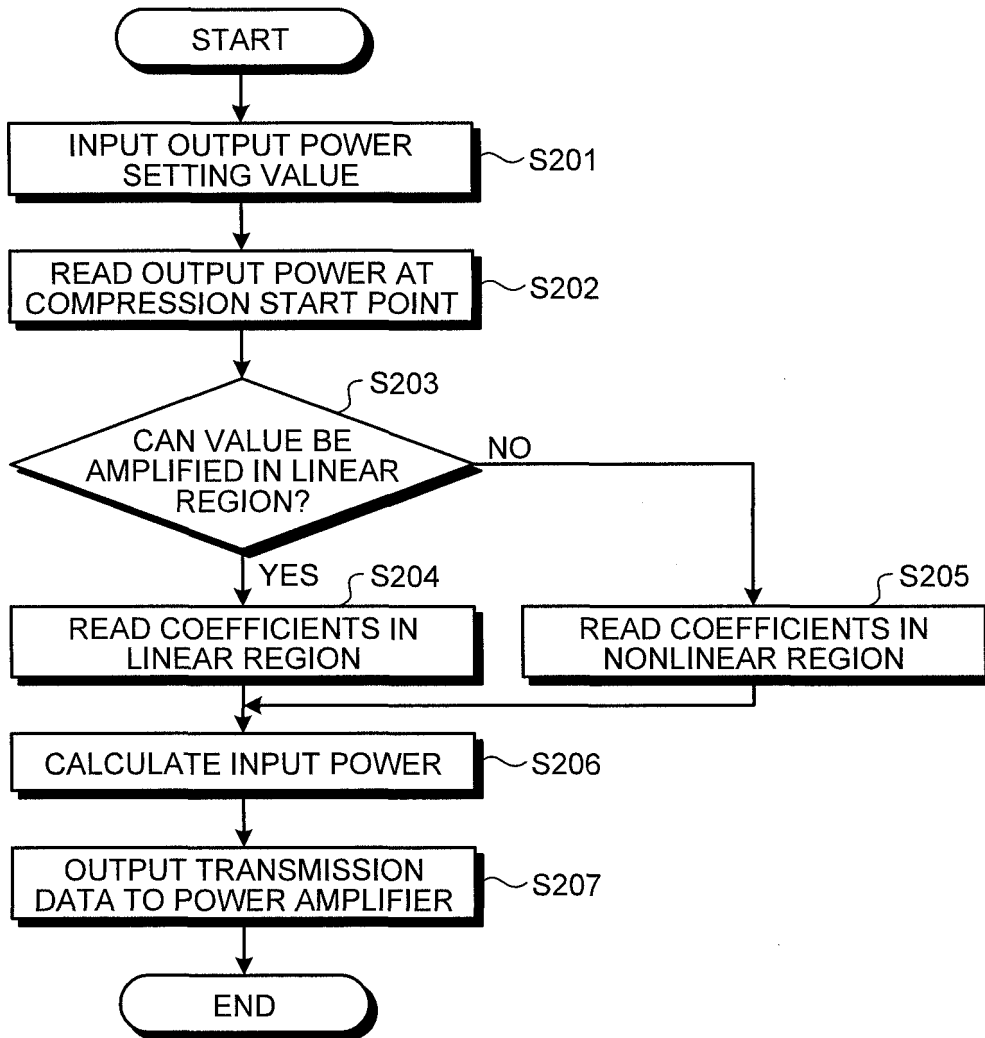 START
INPUT OUTPUT POWER
SETTING VALUE
S201
READ OUTPUT POWER AT
COMPRESSION START POINT
S202
S203
CAN VALUE BE
AMPLIFIED IN LINEAR
REGION?
NO
YES
S204
READ COEFFICIENTS IN
LINEAR REGION
S205
READ COEFFICIENTS IN
NONLINEAR REGION
CALCULATE INPUT POWER
S206
OUTPUT TRANSMISSION
DATA TO POWER AMPLIFIER
S207
END